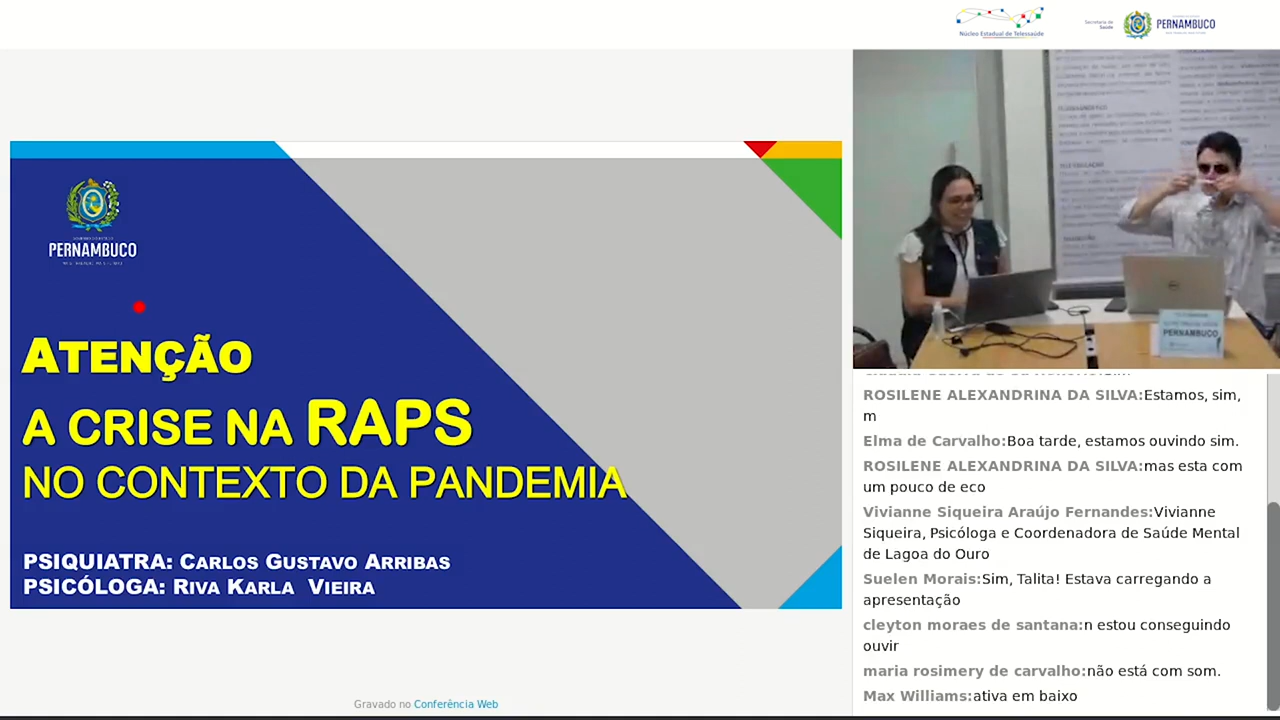 Núcleo Estadual de Telessaúde
Secretaria de
Saúde
PERNAMBUCO
PERNAMBUCO
ATENÇÃO
A CRISE NA RAPS
NO CONTEXTO DA PANDEMIA
PSIQUIATRA: CARLOS GUSTAVO ARRIBAS
PSICÓLOGA: RIVA KARLA VIEIRA
Gravado no Conferência Web
PERNAMBUCO
ROSILENE ALEXANDRINA DA SILVA:Estamos, sim,
m
Elma de Carvalho:Boa tarde, estamos ouvindo sim.
ROSILENE ALEXANDRINA DA SILVA:mas esta com
um pouco de eco
Vivianne Siqueira Araújo Fernandes:Vivianne
Siqueira, Psicóloga e Coordenadora de Saúde Mental
de Lagoa do Ouro
Suelen Morais:Sim, Talita! Estava carregando a
apresentação
cleyton moraes de santana:n estou conseguindo
ouvir
maria rosimery de carvalho:não está com som.
Max Williams:ativa em baixo